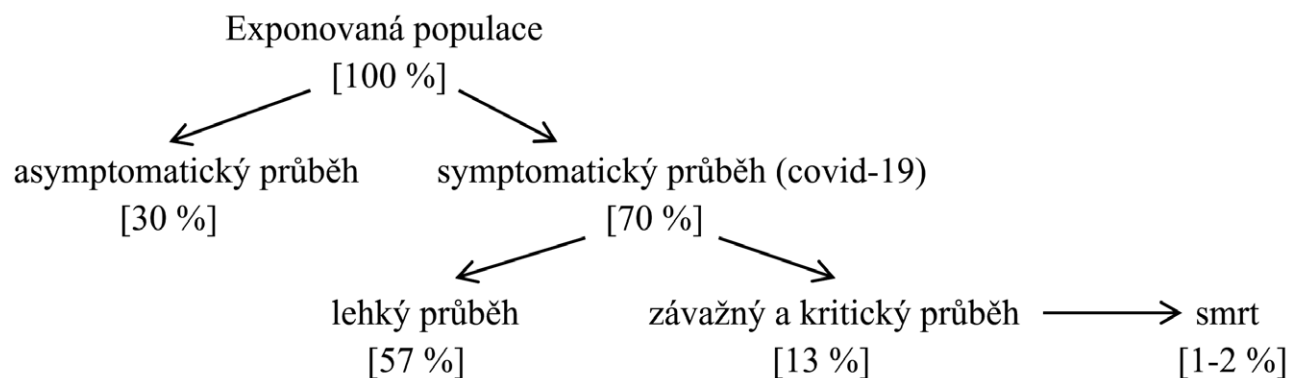 Exponovaná populace
[100 %]
asymptomatický průběh
[30 %]
symptomatický průběh (covid-19)
[70 %]
lehký průběh
[57 %]
závažný a kritický průběh
[13 %]
smrt
[1-2 %]